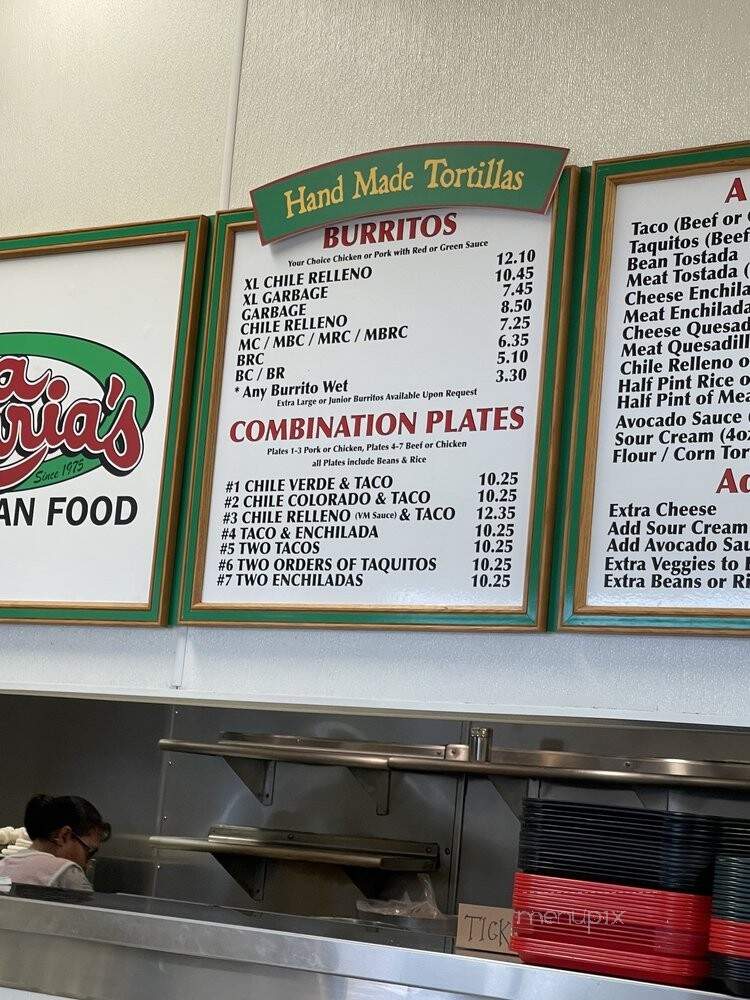 Hand Made Tortillas
BURRITOS
Your Choice Chicken or Pork with Red or Green Sauce
XL CHILE RELLENO 12.10
XL GARBAGE 10.45
GARBAGE 7.45
CHILE RELLENO 8.50
MC / MBC / MRC / MBRC 7.25
BRC 6.35
BC / BR 5.10
* Any Burrito Wet 3.30
Extra Large or Junior Burritos Available Upon Request
COMBINATION PLATES
Plates 1-3 Pork or Chicken, Plates 4-7 Beef or Chicken
all Plates include Beans & Rice
#1 CHILE VERDE & TACO 10.25
#2 CHILE COLORADO & TACO 10.25
#3 CHILE RELLENO (VM Sauce) & TACO 12.35
#4 TACO & ENCHILADA 10.25
#5 TWO TACOS 10.25
#6 TWO ORDERS OF TAQUITOS 10.25
#7 TWO ENCHILADAS 10.25
a
aria's
Since 1975
AN FOOD
A
Taco (Beef or
Taquitos (Beef
Bean Tostada
Meat Tostada (
Cheese Enchila
Meat Enchilada
Cheese Quesad
Meat Quesadill
Chile Relleno o
Half Pint Rice o
Half Pint of Mea
Avocado Sauce
Sour Cream (4oz
Flour / Corn Tor
Ad
Extra Cheese
Add Sour Cream
Add Avocado Sau
Extra Veggies to
Extra Beans or Ri
TICK
menupix